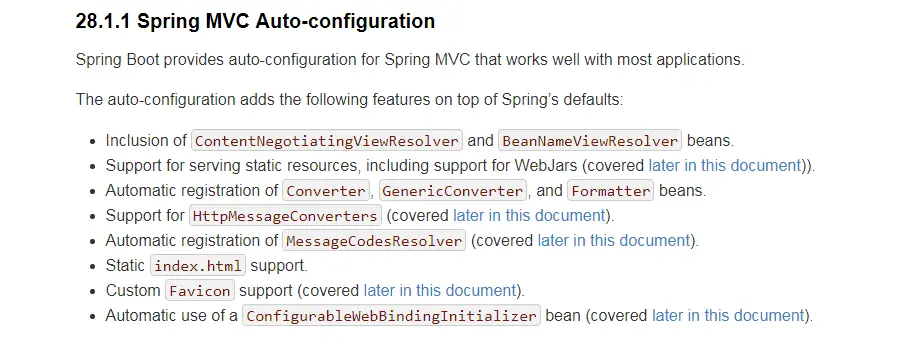 28.1.1 Spring MVC Auto-configuration
Spring Boot provides auto-configuration for Spring MVC that works well with most applications.
The auto-configuration adds the following features on top of Spring’s defaults:
• Inclusion of ContentNegotiatingViewResolver and BeanNameViewResolver beans.
• Support for serving static resources, including support for WebJars (covered later in this document)).
• Automatic registration of Converter, GenericConverter, and Formatter beans.
• Support for HttpMessageConverters (covered later in this document).
• Automatic registration of MessageCodesResolver (covered later in this document).
• Static index.html support.
• Custom Favicon support (covered later in this document).
• Automatic use of a ConfigurableWebBindingInitializer bean (covered later in this document).